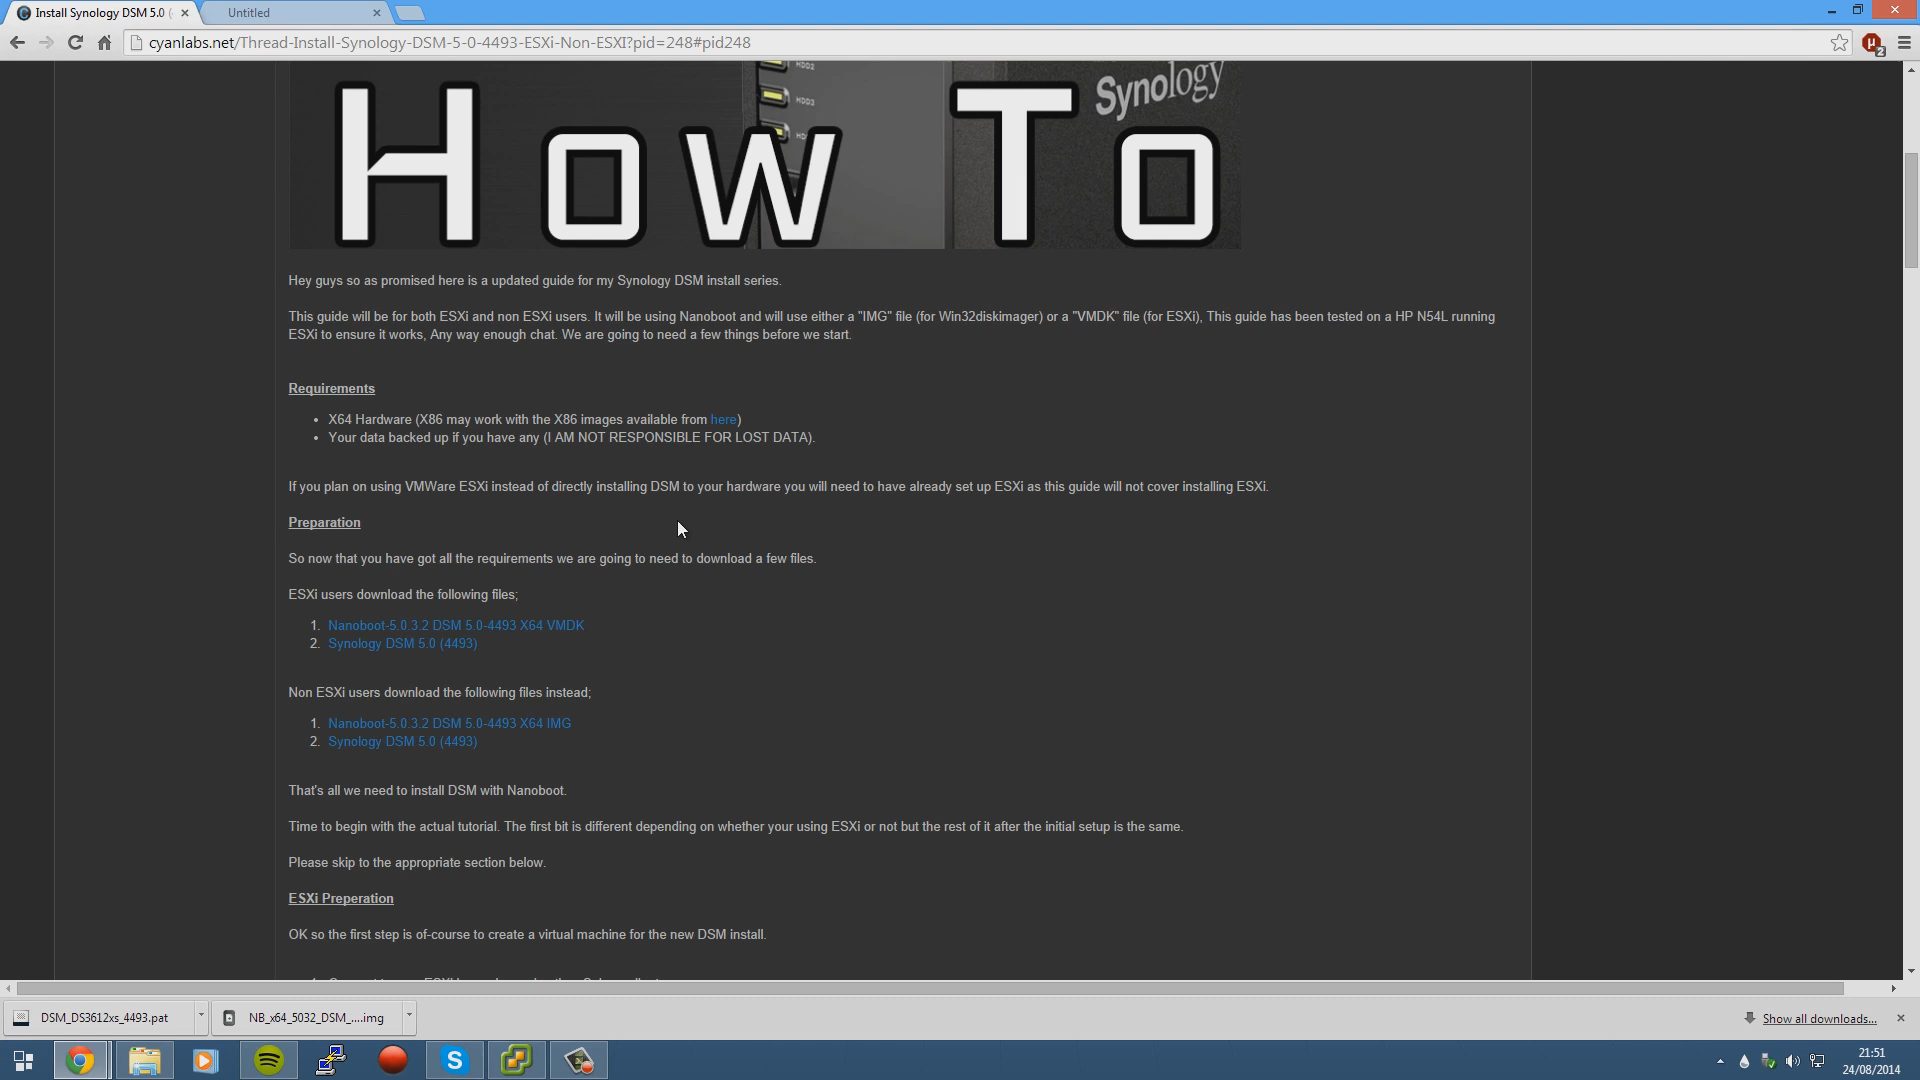 Install Synology DSM 5.0 (
Untitled
cyanlabs.net/Thread-Install-Synology-DSM-5-0-4493-ESXi-Non-ESXI?pid=248#pid248
2
HDD2
HDD3
Synology
How To
Hey guys so as promised here is a updated guide for my Synology DSM install series.
This guide will be for both ESXi and non ESXi users. It will be using Nanoboot and will use either a "IMG" file (for Win32diskimager) or a "VMDK" file (for ESXi), This guide has been tested on a HP N54L running
ESXi to ensure it works, Any way enough chat. We are going to need a few things before we start.
Requirements
• X64 Hardware (X86 may work with the X86 images available from here)
• Your data backed up if you have any (I AM NOT RESPONSIBLE FOR LOST DATA).
If you plan on using VMWare ESXi instead of directly installing DSM to your hardware you will need to have already set up ESXi as this guide will not cover installing ESXi.
Preparation
So now that you have got all the requirements we are going to need to download a few files.
ESXi users download the following files;
1. Nanoboot-5.0.3.2 DSM 5.0-4493 X64 VMDK
2. Synology DSM 5.0 (4493)
Non ESXi users download the following files instead;
1. Nanoboot-5.0.3.2 DSM 5.0-4493 X64 IMG
2. Synology DSM 5.0 (4493)
That's all we need to install DSM with Nanoboot.
Time to begin with the actual tutorial. The first bit is different depending on whether your using ESXi or not but the rest of it after the initial setup is the same.
Please skip to the appropriate section below.
ESXi Preperation
OK so the first step is of-course to create a virtual machine for the new DSM install.
DSM_DS3612xs_4493.pat
NB_x64_5032_DSM_....img
Show all downloads...
21:51
24/08/2014